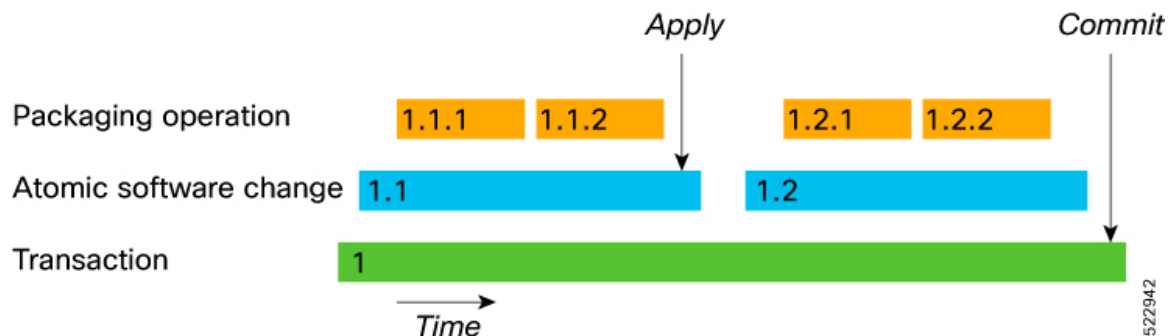 Apply Commit
Packaging operation 1.1.1 1.1.2 1.2.1 1.2.2
Atomic software change 1.1 1.2
Transaction 1
Time
522942